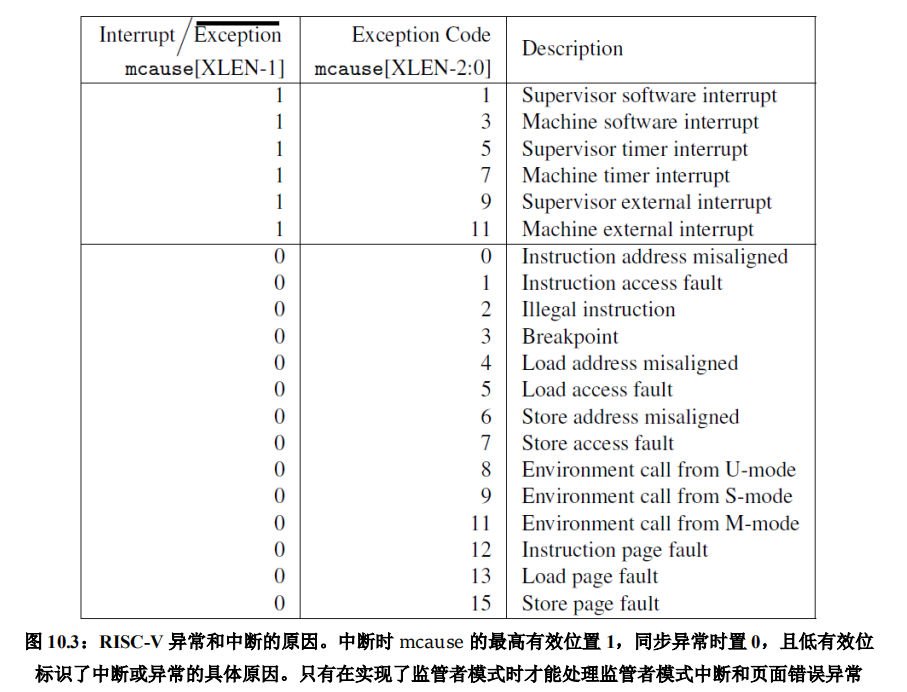 Interrupt / Exception Exception Code Description
mcause[XLEN-1] mcause[XLEN-2:0]
1 1 Supervisor software interrupt
1 3 Machine software interrupt
1 5 Supervisor timer interrupt
1 7 Machine timer interrupt
1 9 Supervisor external interrupt
1 11 Machine external interrupt
0 0 Instruction address misaligned
0 1 Instruction access fault
0 2 Illegal instruction
0 3 Breakpoint
0 4 Load address misaligned
0 5 Load access fault
0 6 Store address misaligned
0 7 Store access fault
0 8 Environment call from U-mode
0 9 Environment call from S-mode
0 11 Environment call from M-mode
0 12 Instruction page fault
0 13 Load page fault
0 15 Store page fault
图 10.3：RISC-V 异常和中断的原因。中断时 mcause 的最高有效位置 1，同步异常时置 0，且低有效位
标识了中断或异常的具体原因。只有在实现了监管者模式时才能处理监管者模式中断和页面错误异常